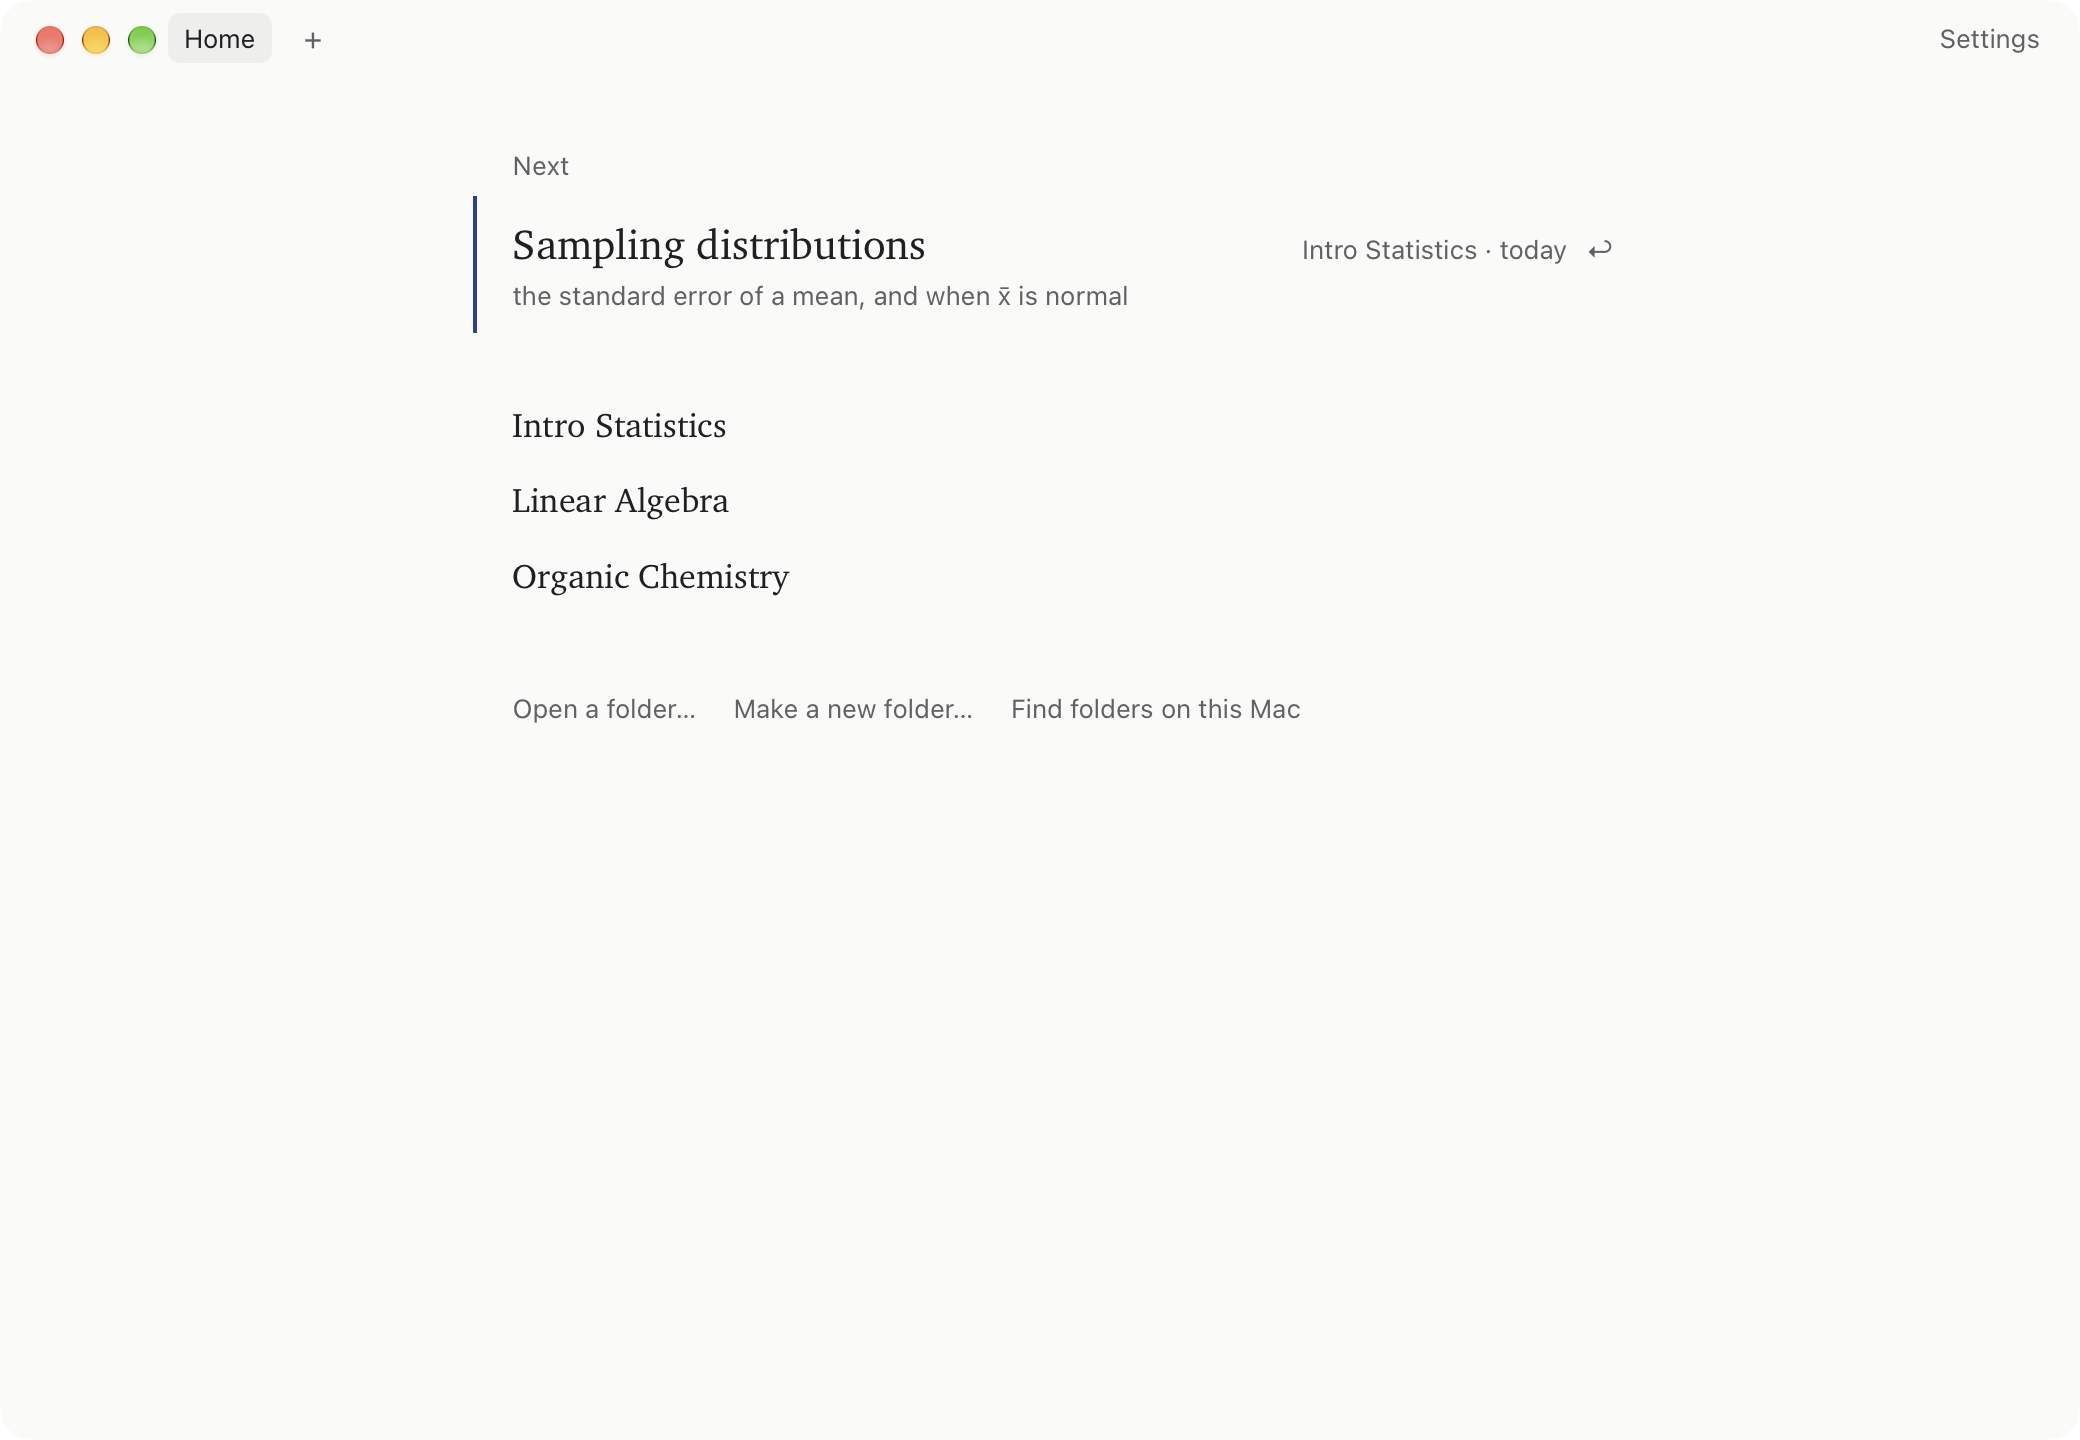 Home + Settings
Next
Sampling distributions
Intro Statistics · today
the standard error of a mean, and when x̄ is normal
Intro Statistics
Linear Algebra
Organic Chemistry
Open a folder... Make a new folder... Find folders on this Mac